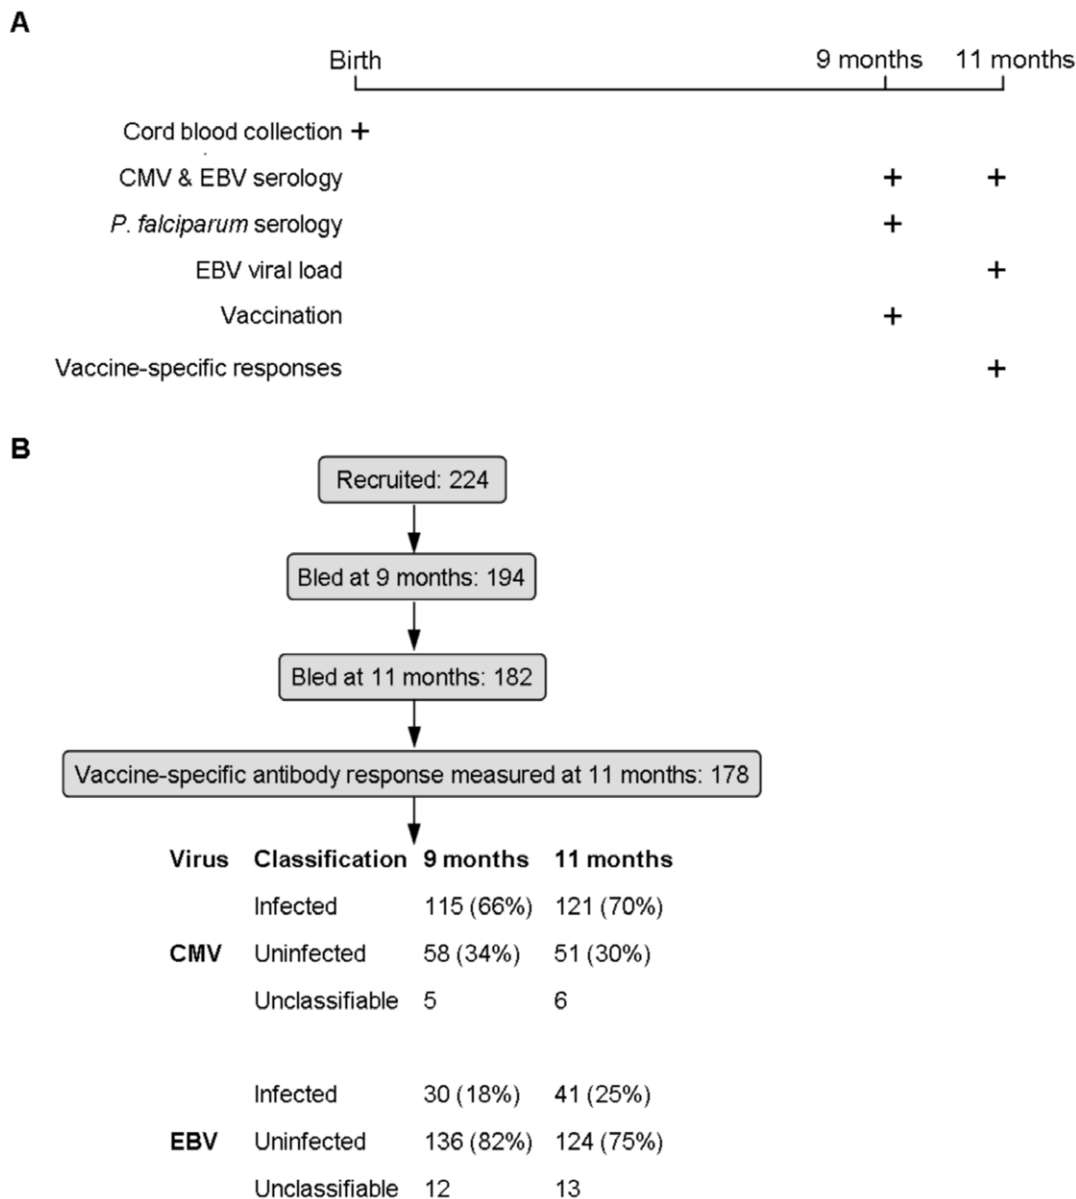 A
Birth 9 months 11 months
Cord blood collection +
CMV & EBV serology + +
P. falciparum serology +
EBV viral load +
Vaccination +
Vaccine-specific responses +
B
Recruited: 224
Bled at 9 months: 194
Bled at 11 months: 182
Vaccine-specific antibody response measured at 11 months: 178
Virus Classification 9 months 11 months
Infected 115 (66%) 121 (70%)
CMV Uninfected 58 (34%) 51 (30%)
Unclassifiable 5 6
Infected 30 (18%) 41 (25%)
EBV Uninfected 136 (82%) 124 (75%)
Unclassifiable 12 13